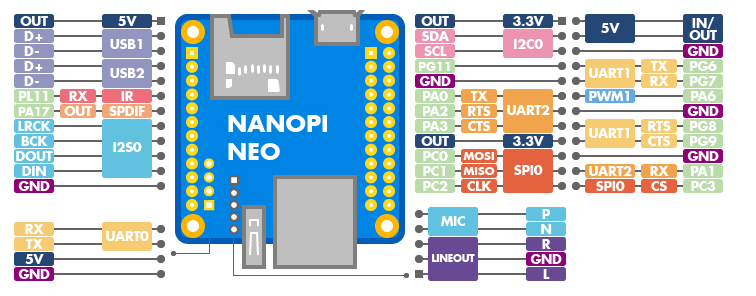 OUT 5V
D+ USB1
D-
D+ USB2
D-
PL11 RX IR
PA17 OUT SPDIF
LRCK I2S0
BCK
DOUT
DIN
GND
RX UART0
TX
5V
GND
NANOPI
NEO
OUT 3.3V
SDA I2C0
SCL
PG11
GND
PA0 TX UART2
PA2 RTS
PA3 CTS
OUT 3.3V
PC0 MOSI SPI0
PC1 MISO
PC2 CLK
5V IN/
OUT
GND
UART1 TX PG6
RX PG7
PWM1 PA6
GND
UART1 RTS PG8
CTS PG9
GND
UART2 RX PA1
SPI0 CS PC3
MIC P
N
LINEOUT R
GND
L